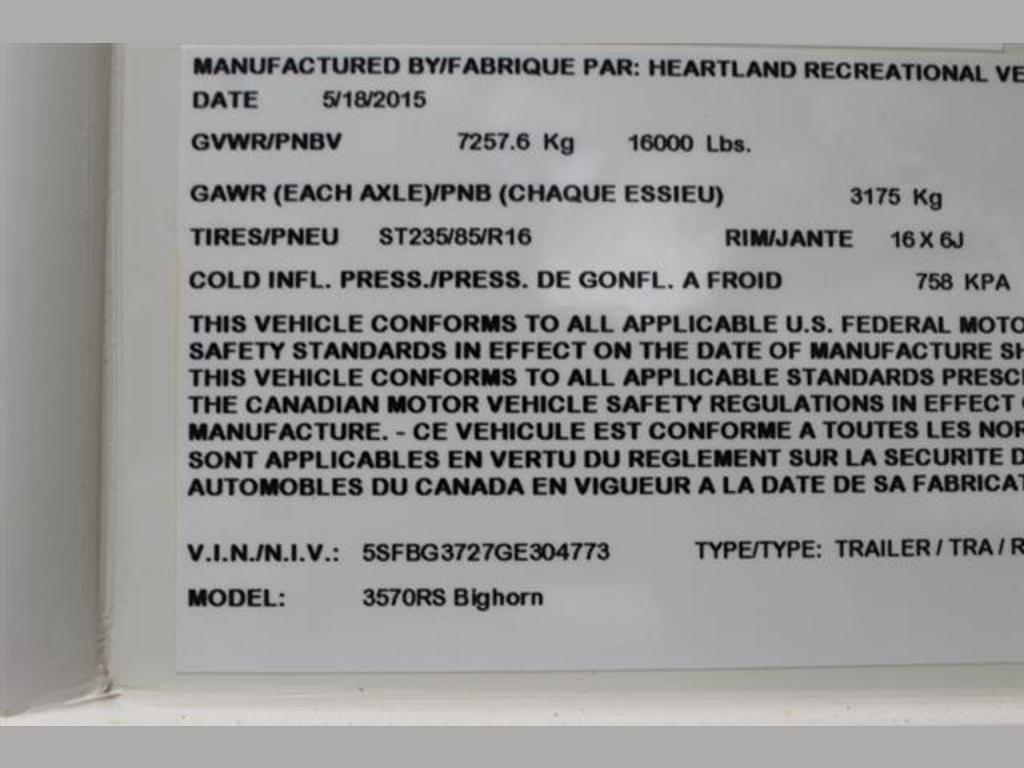 MANUFACTURED BY/FABRIQUE PAR: HEARTLAND RECREATIONAL VE
DATE 5/18/2015
GVWR/PNBV 7257.6 Kg 16000 Lbs.
GAWR (EACH AXLE)/PNB (CHAQUE ESSIEU) 3175 Kg
TIRES/PNEU ST235/85/R16 RIM/JANTE 16 X 6J
COLD INFL. PRESS./PRESS. DE GONFL. A FROID 758 KPA
THIS VEHICLE CONFORMS TO ALL APPLICABLE U.S. FEDERAL MOTO
SAFETY STANDARDS IN EFFECT ON THE DATE OF MANUFACTURE SH
THIS VEHICLE CONFORMS TO ALL APPLICABLE STANDARDS PRESCI
THE CANADIAN MOTOR VEHICLE SAFETY REGULATIONS IN EFFECT
MANUFACTURE. - CE VEHICULE EST CONFORME A TOUTES LES NOR
SONT APPLICABLES EN VERTU DU REGLEMENT SUR LA SECURITE D
AUTOMOBILES DU CANADA EN VIGUEUR A LA DATE DE SA FABRICAT
V.I.N./N.I.V.: 5SFBG3727GE304773 TYPE/TYPE: TRAILER / TRA / R
MODEL: 3570RS Bighorn